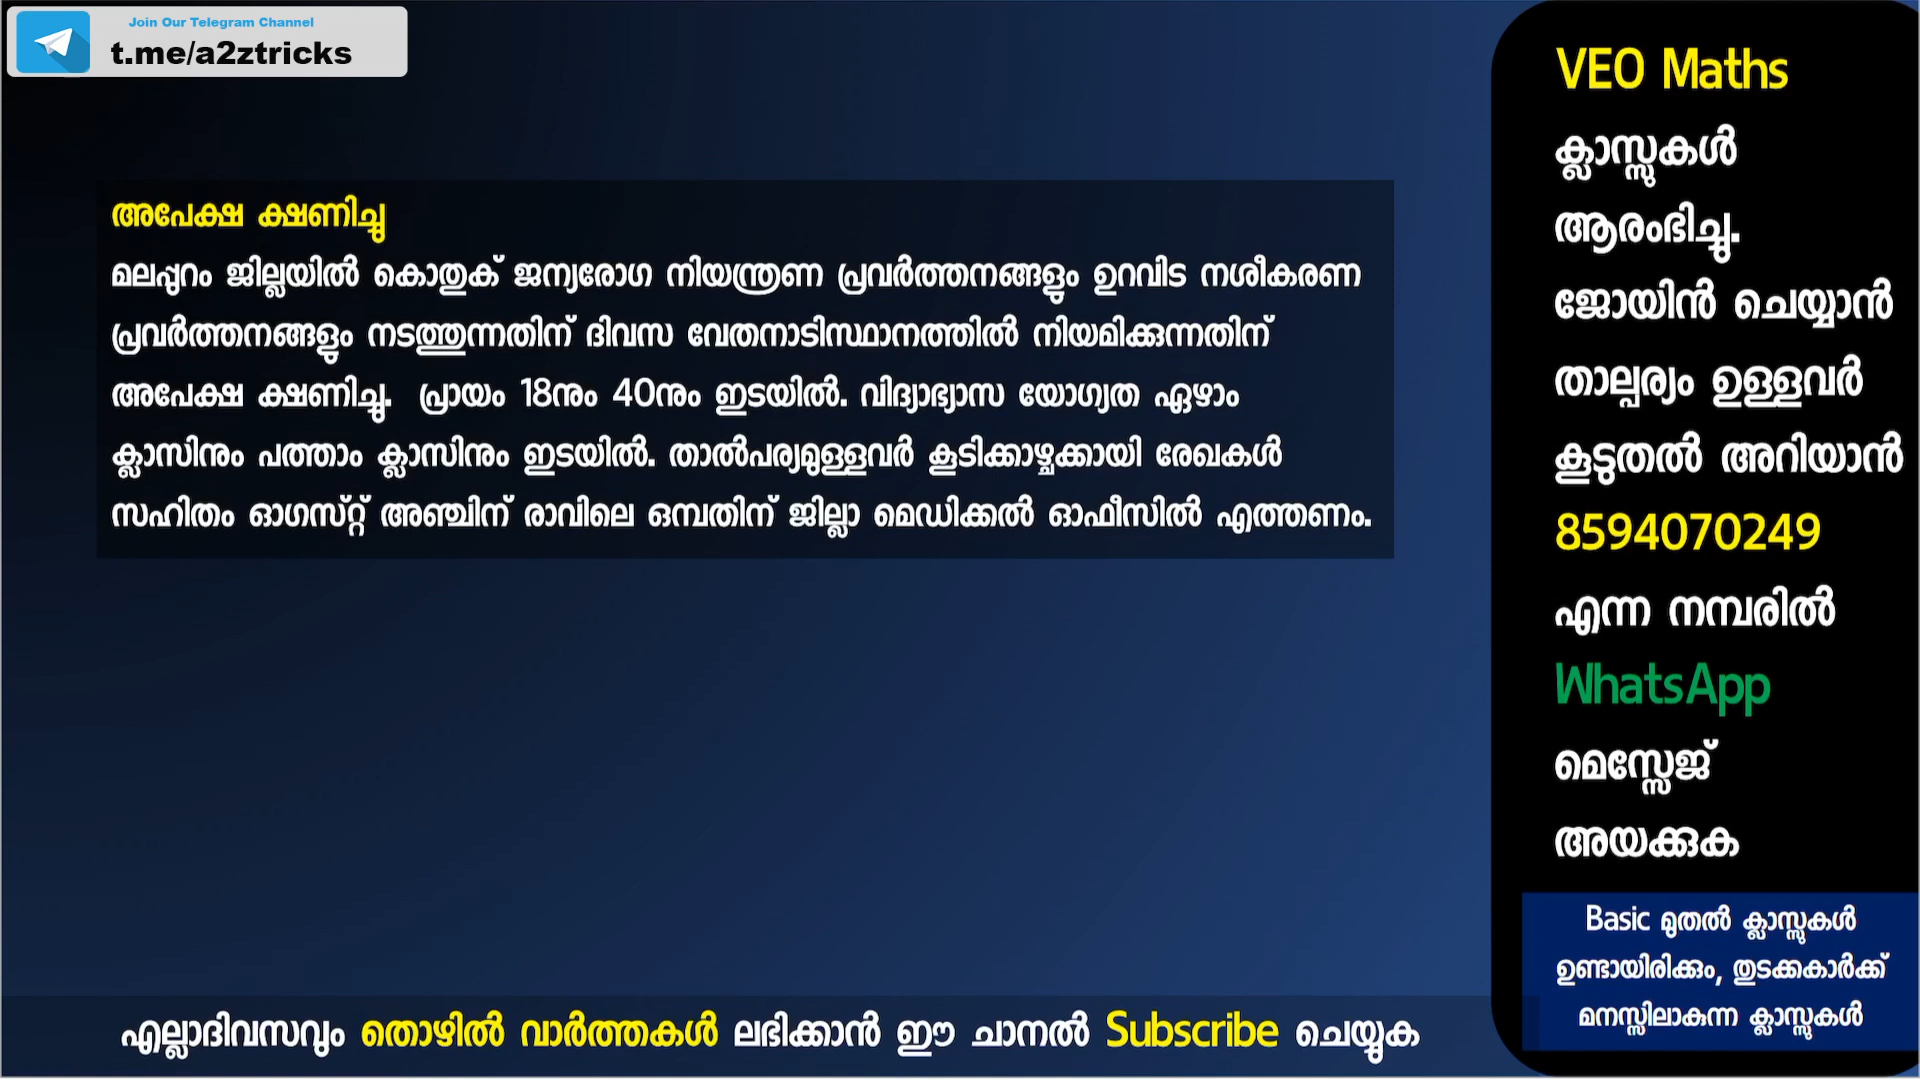 Join Our Telegram Channel
t.me/a2ztricks
അപേക്ഷ ക്ഷണിച്ചു
മലപ്പുറം ജില്ലയിൽ കൊതുക് ജന്യരോഗ നിയന്ത്രണ പ്രവർത്തനങ്ങളും ഉറവിട നശീകരണ
പ്രവർത്തനങ്ങളും നടത്തുന്നതിന് ദിവസ വേതനാടിസ്ഥാനത്തിൽ നിയമിക്കുന്നതിന്
അപേക്ഷ ക്ഷണിച്ചു. പ്രായം 18നും 40നും ഇടയിൽ. വിദ്യാഭ്യാസ യോഗ്യത ഏഴാം
ക്ലാസിനും പത്താം ക്ലാസിനും ഇടയിൽ. താൽപര്യമുള്ളവർ കൂടിക്കാഴ്ചക്കായി രേഖകൾ
സഹിതം ഓഗസ്റ്റ് അഞ്ചിന് രാവിലെ ഒമ്പതിന് ജില്ലാ മെഡിക്കൽ ഓഫീസിൽ എത്തണം.
VEO Maths
ക്ലാസ്സുകൾ
ആരംഭിച്ചു.
ജോയിൻ ചെയ്യാൻ
താല്പര്യം ഉള്ളവർ
കൂടുതൽ അറിയാൻ
8594070249
എന്ന നമ്പരിൽ
WhatsApp
മെസ്സേജ്
അയക്കുക
Basic മുതൽ ക്ലാസ്സുകൾ
ഉണ്ടായിരിക്കും, തുടക്കകാർക്ക്
മനസ്സിലാകുന്ന ക്ലാസ്സുകൾ
എല്ലാദിവസവും തൊഴിൽ വാർത്തകൾ ലഭിക്കാൻ ഈ ചാനൽ Subscribe ചെയ്യുക